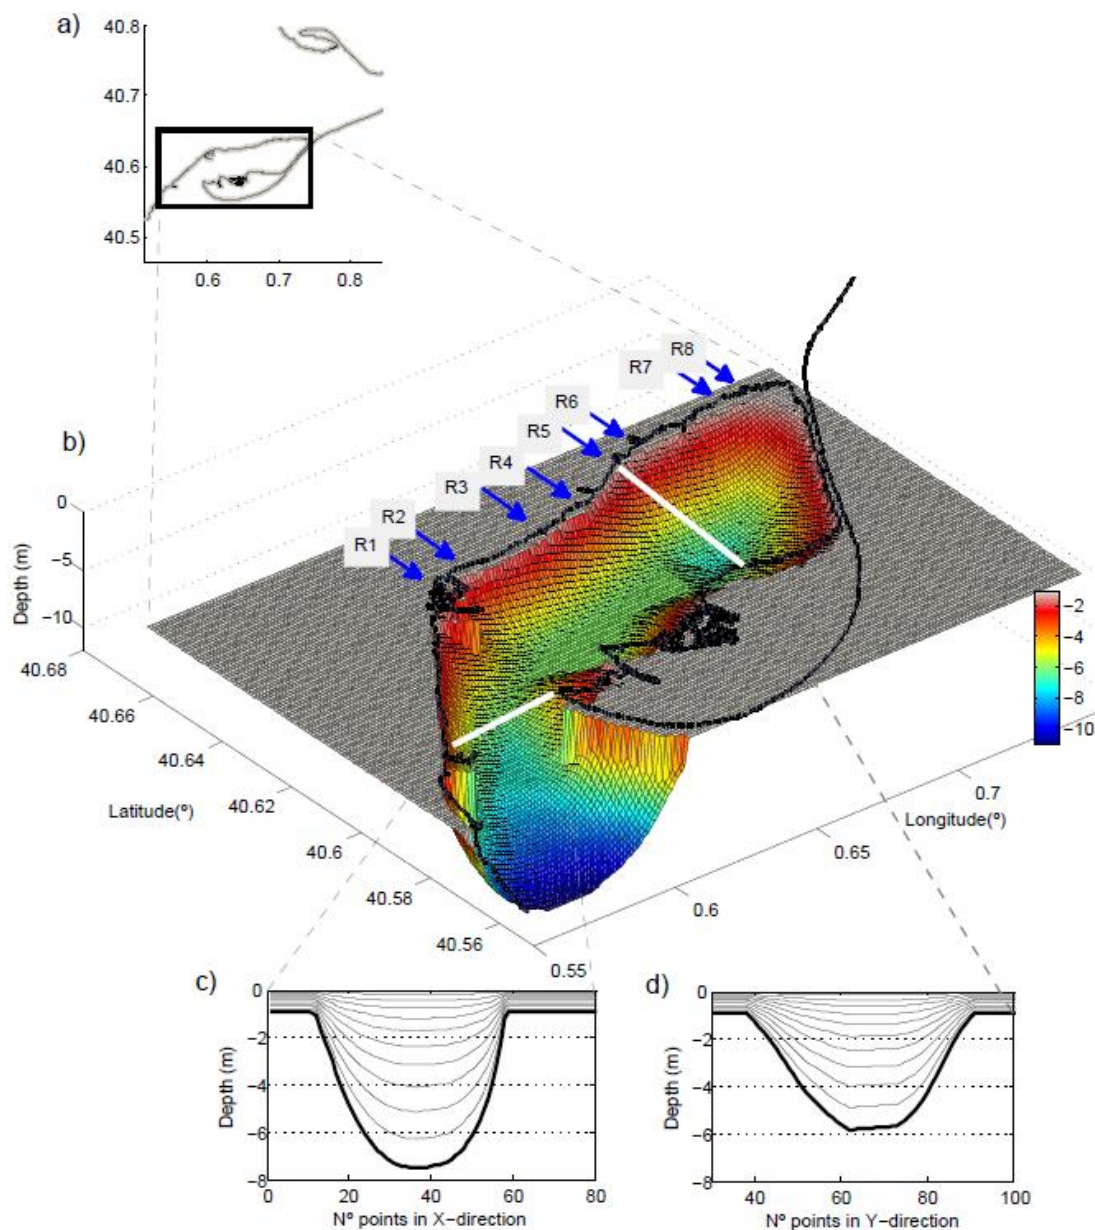 a)
40.8
40.7
40.6
40.5
0.6 0.7 0.8
b)
R8
R7
R6
R5
R4
R3
R2
R1
0
−5
−10
Depth (m)
40.68
40.66
40.64
40.62
40.6
40.58
40.56
Latitude(º)
0.55
0.6
0.65
0.7
Longitude(º)
−2
−4
−6
−8
−10
c)
0
−2
−4
−6
−8
Depth (m)
0 20 40 60 80
Nº points in X−direction
d)
0
−2
−4
−6
−8
Depth (m)
40 60 80 100
Nº points in Y−direction